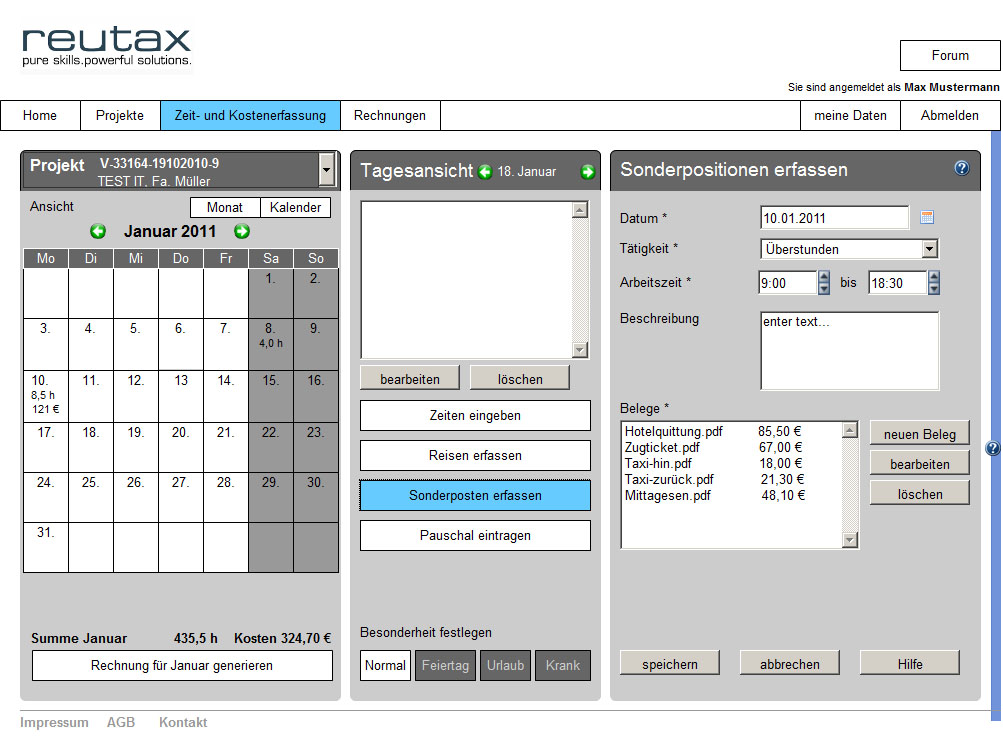 reutax
pure skills.powerful solutions.
Forum
Sie sind angemeldet als Max Mustermann
Home Projekte Zeit- und Kostenerfassung Rechnungen meine Daten Abmelden
Projekt V-33164-19102010-9
TEST IT, Fa. Müller
Ansicht Monat Kalender
Januar 2011
Mo Di Mi Do Fr Sa So
1. 2.
3. 4. 5. 6. 7. 8. 9.
4,0 h
10. 11. 12. 13 14. 15. 16.
8,5 h
121 €
17. 18. 19. 20. 21. 22. 23.
24. 25. 26. 27. 28. 29. 30.
31.
Summe Januar 435,5 h Kosten 324,70 €
Rechnung für Januar generieren
Tagesansicht 18. Januar
bearbeiten löschen
Zeiten eingeben
Reisen erfassen
Sonderposten erfassen
Pauschal eintragen
Besonderheit festlegen
Normal Feiertag Urlaub Krank
Sonderpositionen erfassen ?
Datum * 10.01.2011
Tätigkeit * Überstunden
Arbeitszeit * 9:00 bis 18:30
Beschreibung enter text...
Belege *
Hotelquittung.pdf 85,50 €
Zugticket.pdf 67,00 €
Taxi-hin.pdf 18,00 €
Taxi-zurück.pdf 21,30 €
Mittagesen.pdf 48,10 €
neuen Beleg
bearbeiten
löschen
?
speichern abbrechen Hilfe
Impressum AGB Kontakt